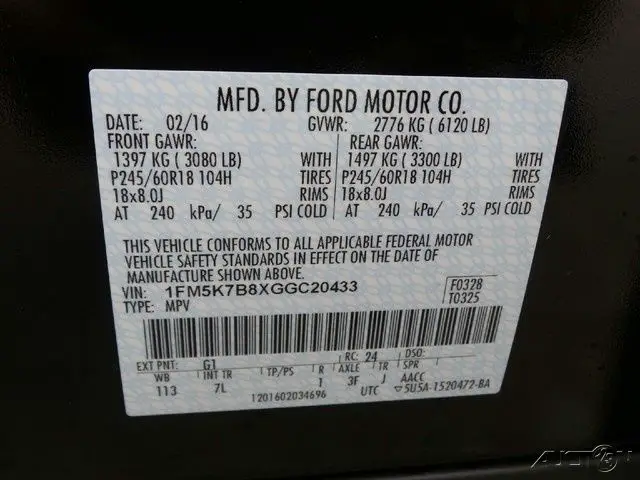 MFD. BY FORD MOTOR CO.
DATE: 02/16 GVWR: 2776 KG ( 6120 LB)
FRONT GAWR: REAR GAWR:
1397 KG ( 3080 LB) WITH 1497 KG ( 3300 LB) WITH
P245/60R18 104H TIRES P245/60R18 104H TIRES
18x8.0J RIMS 18x8.0J RIMS
AT 240 kPa/ 35 PSI COLD AT 240 kPa/ 35 PSI COLD
THIS VEHICLE CONFORMS TO ALL APPLICABLE FEDERAL MOTOR
VEHICLE SAFETY STANDARDS IN EFFECT ON THE DATE OF
MANUFACTURE SHOWN ABOVE.
VIN: 1FM5K7B8XGGC20433
TYPE: MPV
F0328
T0325
EXT PNT: G1 RC: 24 DSO:
WB INT TR TP/PS R AXLE TR SPR
113 7L 1 3F J AACC
1201602034696 UTC ▽5U5A-1520472-BA